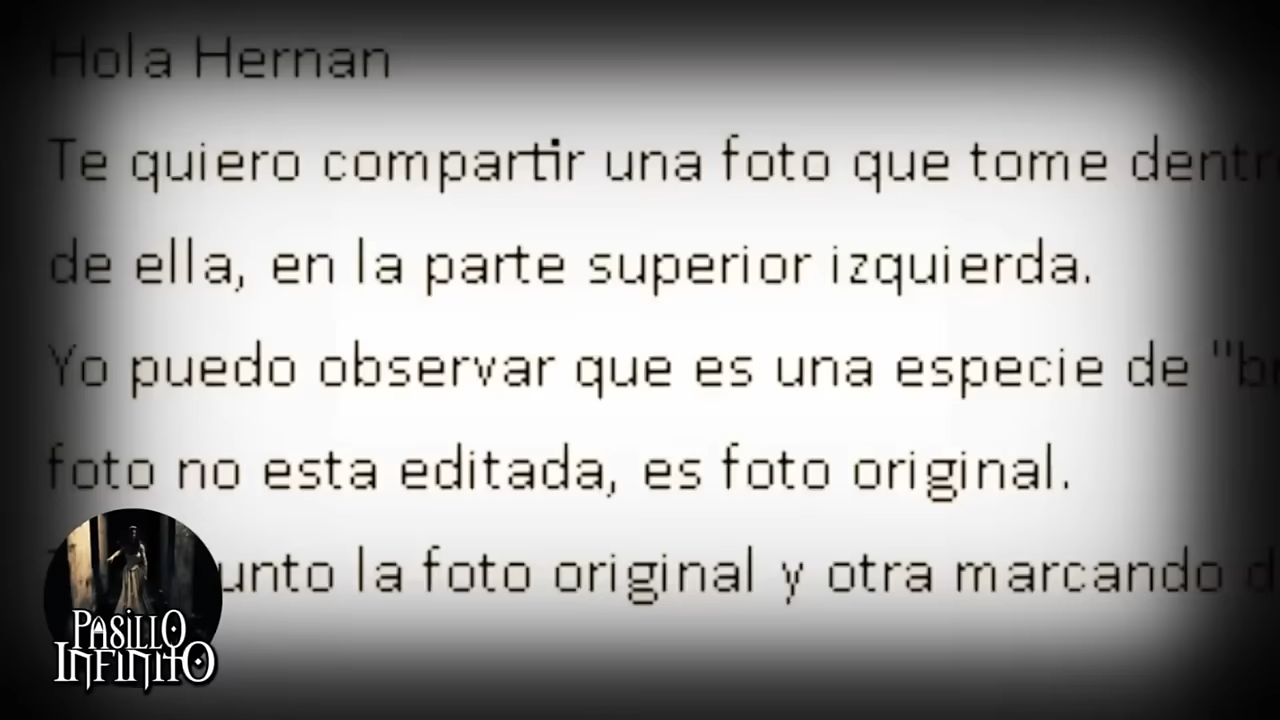 Hola Hernan
Te quiero compartir una foto que tome
de ella, en la parte superior izquierda.
Yo puedo observar que es una especie de
foto no esta editada, es foto original.
la foto original y otra marcando
PASILLO
INFINITO